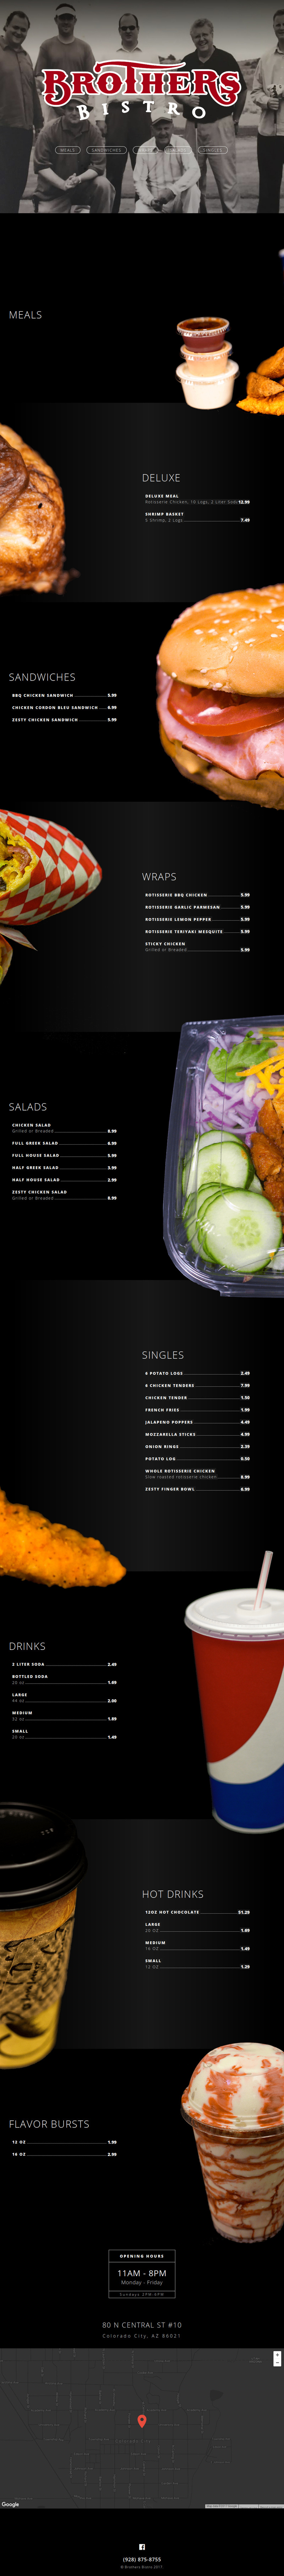 BROTHERS
BISTRO
MEALS SANDWICHES SINGLES
MEALS
DELUXE
DELUXE MEAL
Rotisserie Chicken, 10 Logs, 2 Liter Soda 12.99
SHRIMP BASKET
5 Shrimp, 2 Logs 7.49
SANDWICHES
BBQ CHICKEN SANDWICH 5.99
CHICKEN CORDON BLEU SANDWICH 6.99
ZESTY CHICKEN SANDWICH 5.99
WRAPS
ROTISSERIE BBQ CHICKEN 5.99
ROTISSERIE GARLIC PARMESAN 5.99
ROTISSERIE LEMON PEPPER 5.99
ROTISSERIE TERIYAKI MESQUITE 5.99
STICKY CHICKEN
Grilled or Breaded 5.99
SALADS
CHICKEN SALAD
Grilled or Breaded 8.99
FULL GREEK SALAD 6.99
FULL HOUSE SALAD 5.99
HALF GREEK SALAD 3.99
HALF HOUSE SALAD 2.99
ZESTY CHICKEN SALAD
Grilled or Breaded 8.99
SINGLES
8 POTATO LOGS 3.49
6 CHICKEN TENDERS 7.99
CHICKEN TENDER 1.50
FRENCH FRIES 1.99
JALAPENO POPPERS 4.49
MOZZARELLA STICKS 4.99
ONION RINGS 2.39
POTATO LOG 0.50
WHOLE ROTISSERIE CHICKEN
Slow roasted rotisserie chicken 8.99
ZESTY FINGER BOWL 6.99
DRINKS
2 LITER SODA 2.49
BOTTLED SODA
20 oz 1.69
LARGE
44 oz 2.00
MEDIUM
32 oz 1.89
SMALL
20 oz 1.49
HOT DRINKS
12OZ HOT CHOCOLATE $1.29
LARGE
20 OZ 1.69
MEDIUM
16 OZ 1.49
SMALL
12 OZ 1.29
FLAVOR BURSTS
12 OZ 1.99
16 OZ 2.99
OPENING HOURS
11AM - 8PM
Monday - Friday
80 N CENTRAL ST #10
Colorado City, AZ 86021
Google
(928) 875-8755
© Brothers Bistro 2017